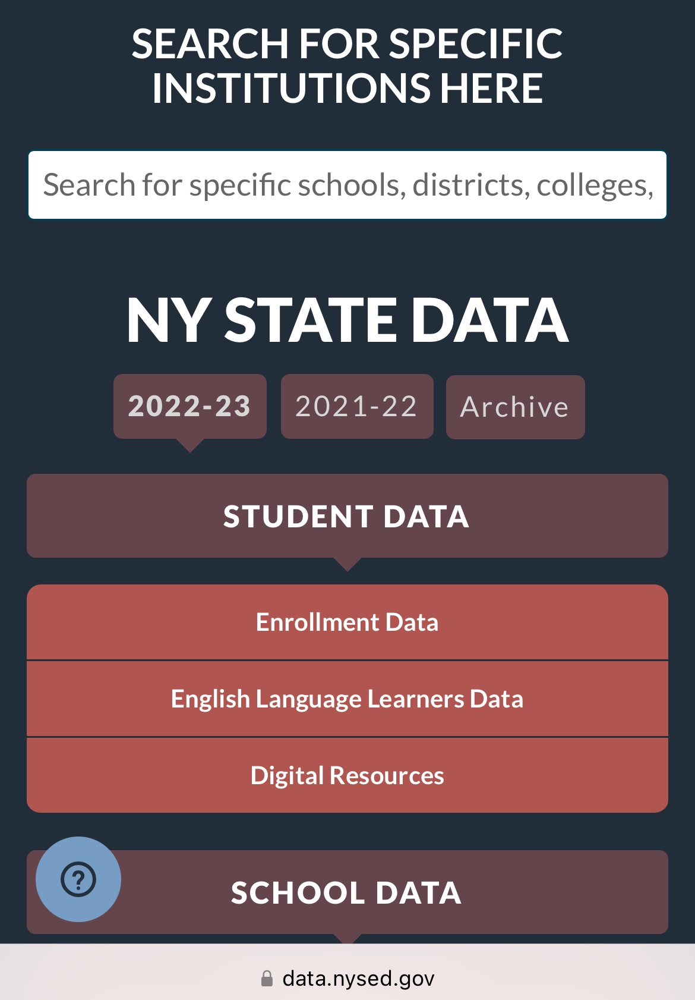 SEARCH FOR SPECIFIC
INSTITUTIONS HERE
Search for specific schools, districts, colleges,
NY STATE DATA
2022-23 2021-22 Archive
STUDENT DATA
Enrollment Data
English Language Learners Data
Digital Resources
?
SCHOOL DATA
data.nysed.gov